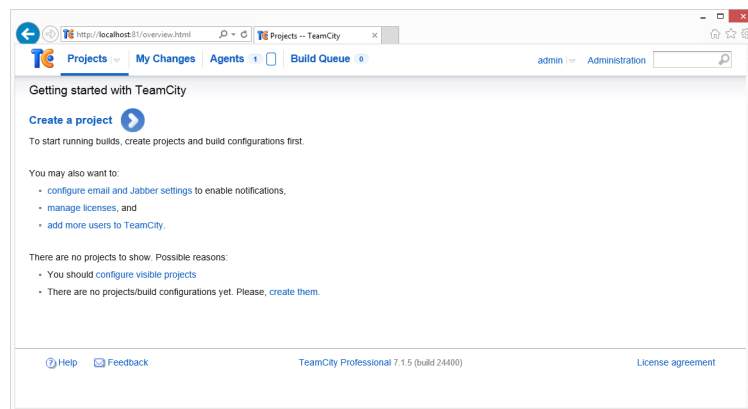 http://localhost:81/overview.html
TC Projects -- TeamCity
TC Projects My Changes Agents 1 Build Queue 0 admin Administration
Getting started with TeamCity
Create a project
To start running builds, create projects and build configurations first.
You may also want to:
configure email and Jabber settings to enable notifications,
manage licenses, and
add more users to TeamCity.
There are no projects to show. Possible reasons:
You should configure visible projects
There are no projects/build configurations yet. Please, create them.
Help Feedback TeamCity Professional 7.1.5 (build 24400) License agreement